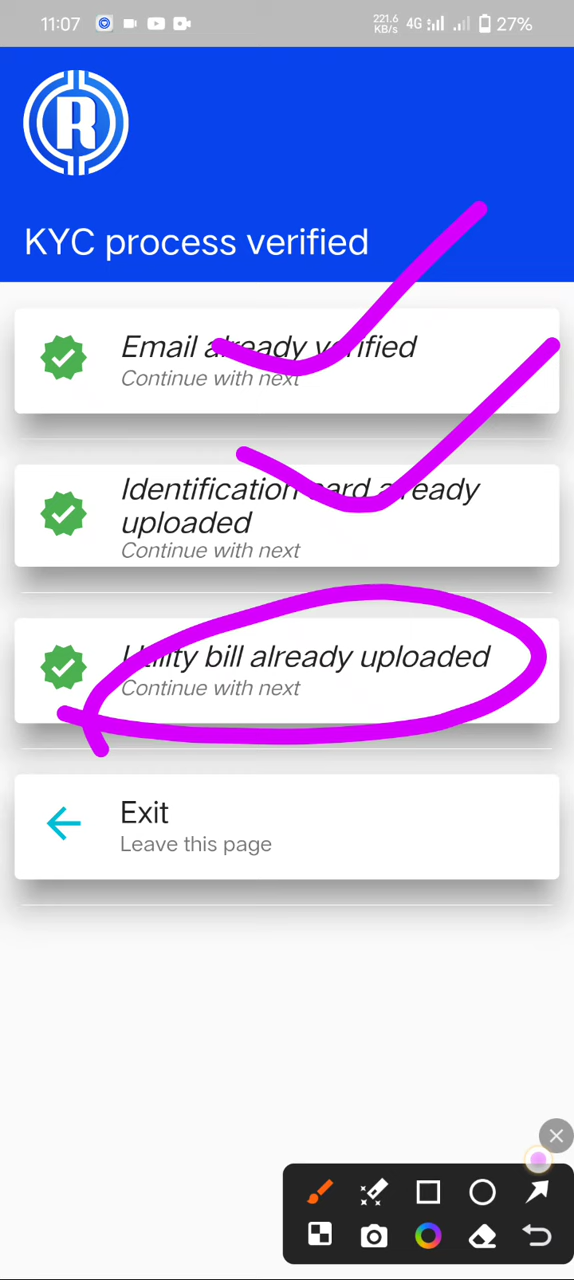 11:07 221.6 KB/s 4G 27%
R
KYC process verified
Email already verified
Continue with next
Identification card already
uploaded
Continue with next
Utility bill already uploaded
Continue with next
Exit
Leave this page